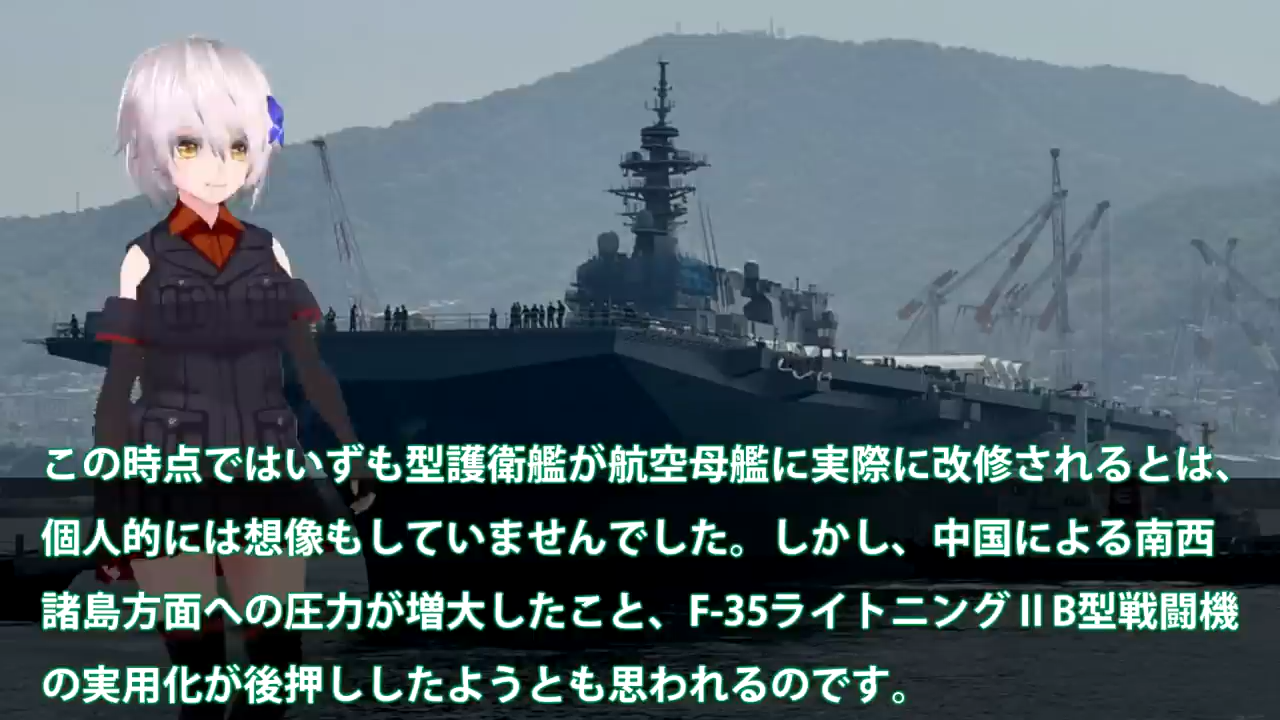 この時点ではいずも型護衛艦が航空母艦に実際に改修されるとは、
個人的には想像もしていませんでした。しかし、中国による南西
諸島方面への圧力が増大したこと、F-35ライトニングⅡB型戦闘機
の実用化が後押ししたようとも思われるのです。